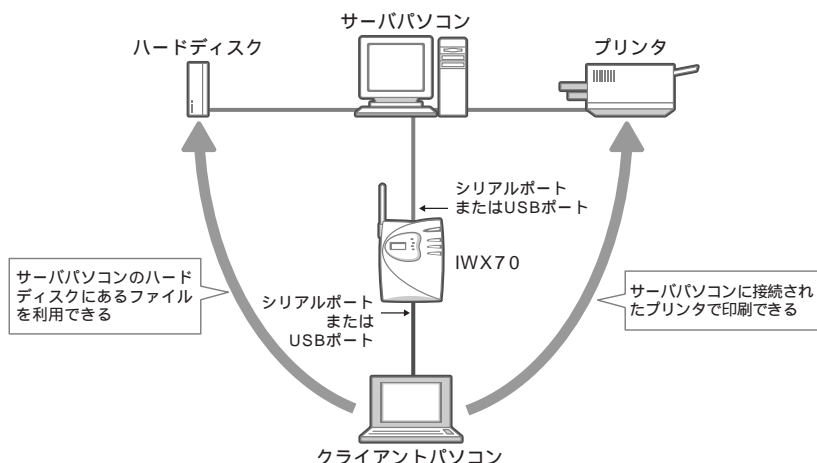 サーバパソコン
ハードディスク
プリンタ
シリアルポート
またはUSBポート
IWX70
サーバパソコンのハード
ディスクにあるファイル
を利用できる
シリアルポート
または
USBポート
サーバパソコンに接続され
たプリンタで印刷できる
クライアントパソコン